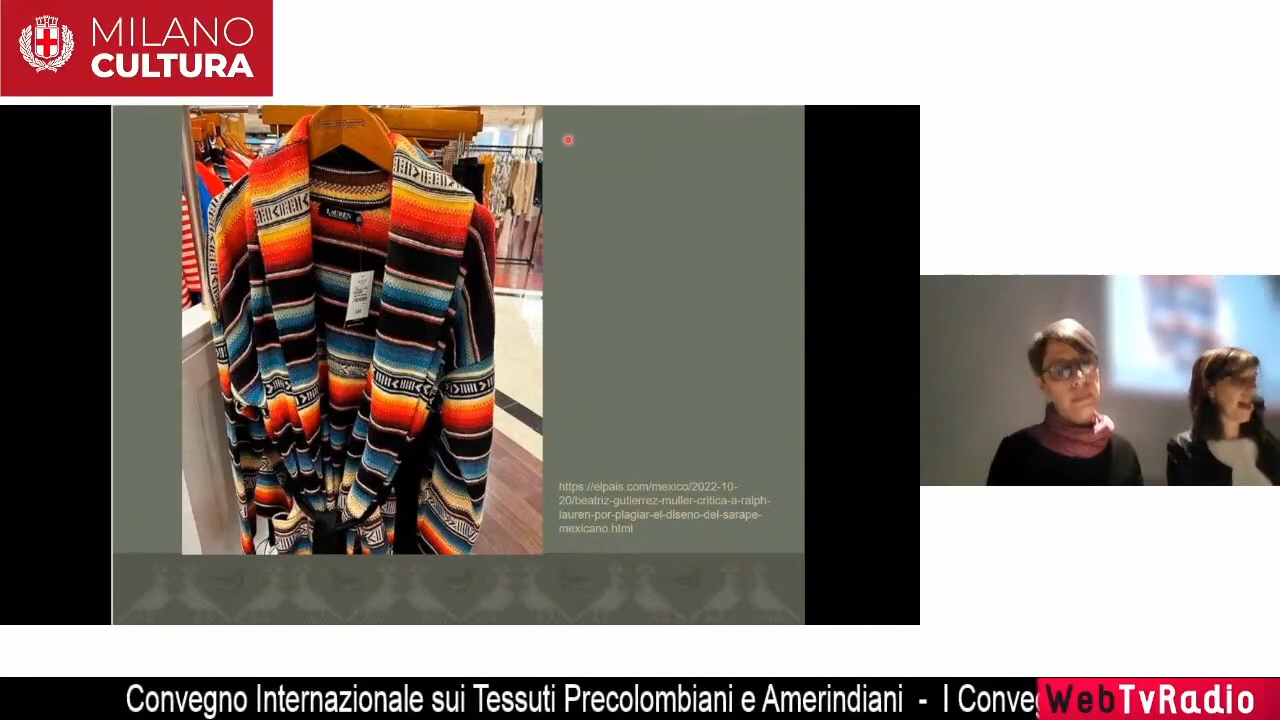 MILANO
CULTURA
LAUREN
https://elpais.com/mexico/2022-10-
20/beatriz-gutierrez-muller-critica-a-ralph-
lauren-por-plagiar-el-diseno-del-sarape-
mexicano.html
Convegno Internazionale sui Tessuti Precolombiani e Amerindiani - I Conve
WebTvRadio